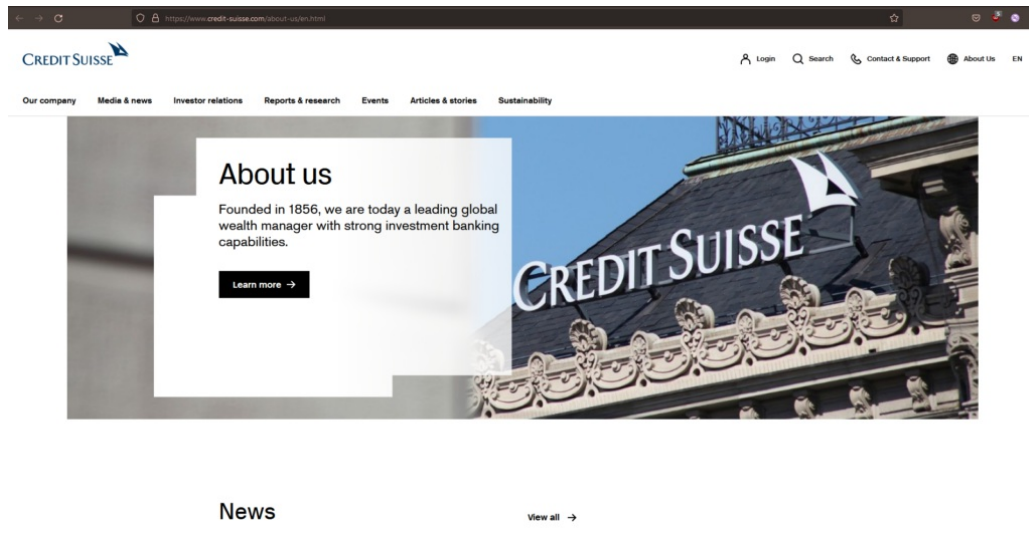 https://www.credit-suisse.com/about-us/en.html
CREDIT SUISSE
Login
Search
Contact & Support
About Us
EN
Our company
Media & news
Investor relations
Reports & research
Events
Articles & stories
Sustainability
About us
Founded in 1856, we are today a leading global
wealth manager with strong investment banking
capabilities.
Learn more →
CREDIT SUISSE
News
View all →